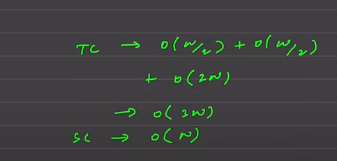 TC → O(N/2) + O(N/2)
+ O(2N)
→ O(3N)
SC → O(N)